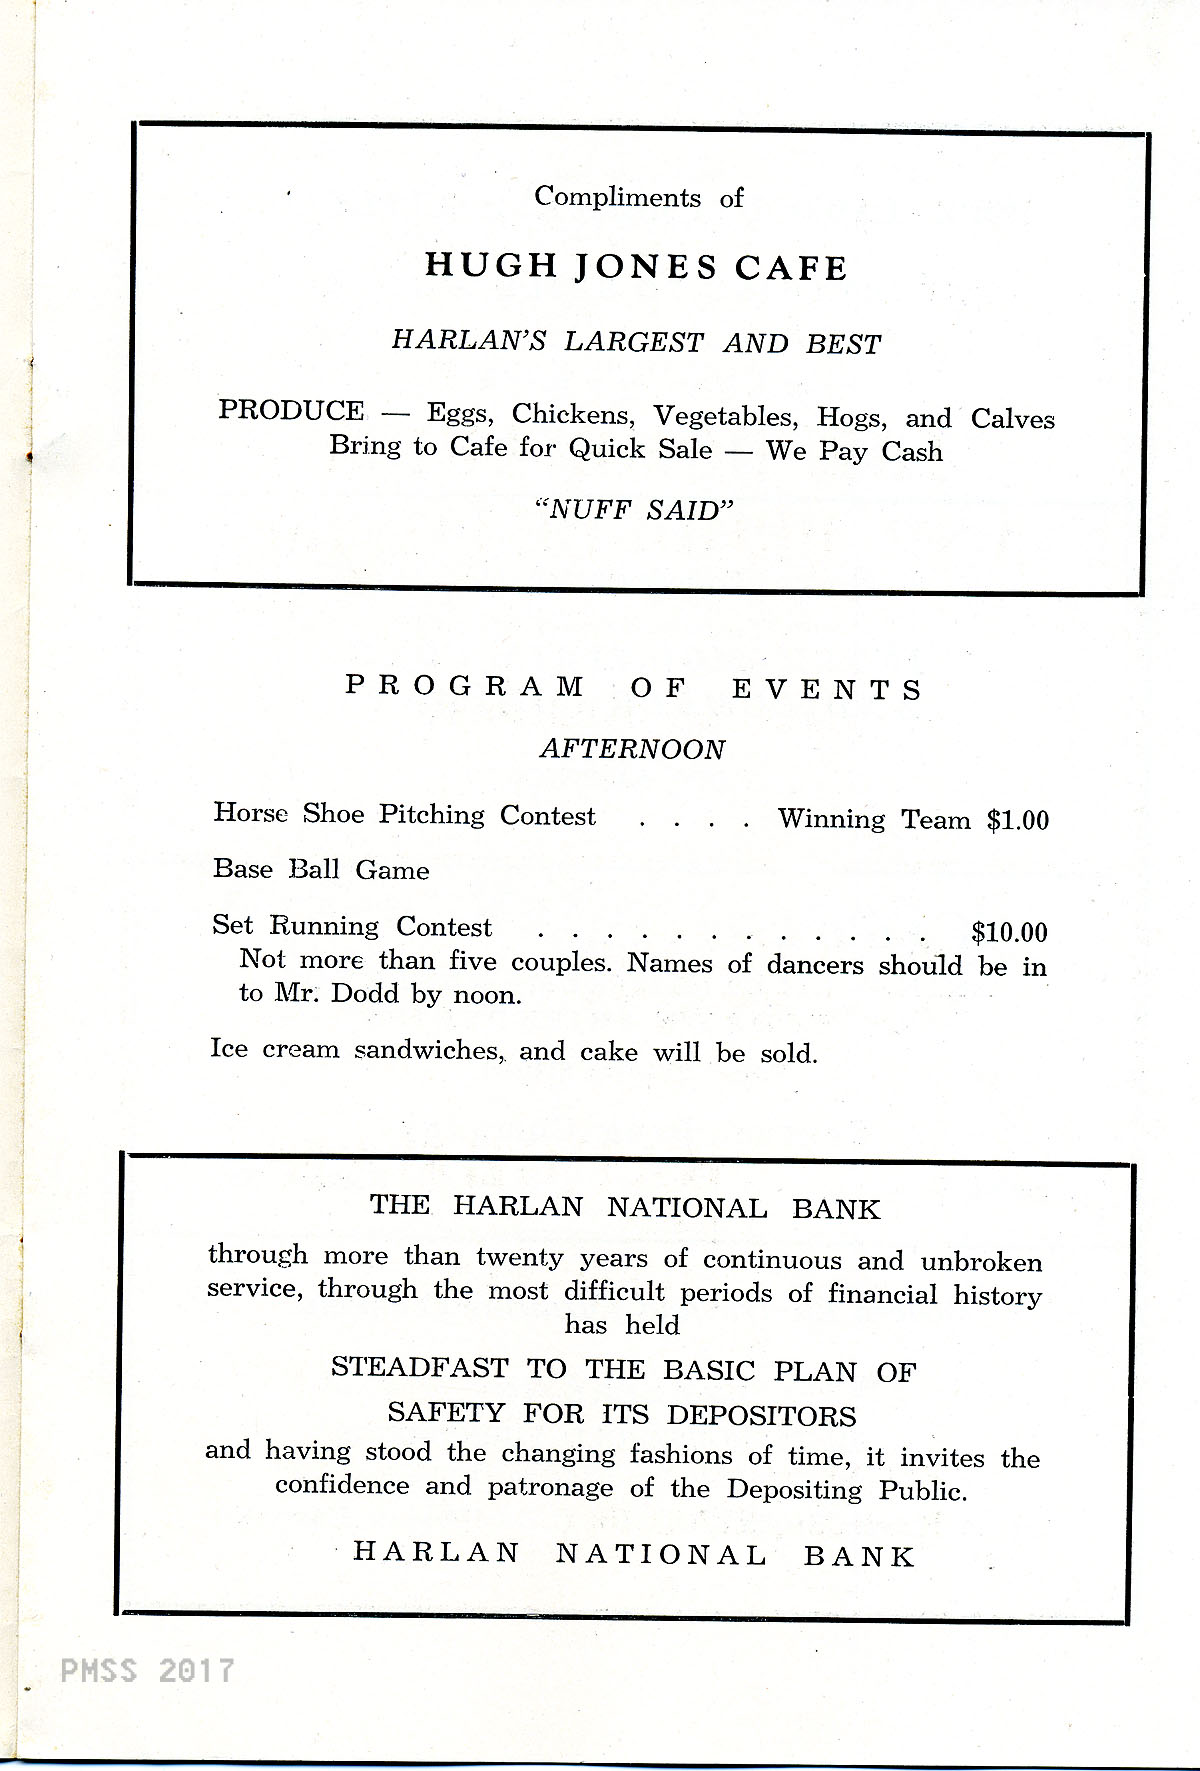 Compliments of
HUGH JONES CAFE
HARLAN'S LARGEST AND BEST
PRODUCE — Eggs, Chickens, Vegetables, Hogs, and Calves
Bring to Cafe for Quick Sale — We Pay Cash
"NUFF SAID"
PROGRAM OF EVENTS
AFTERNOON
Horse Shoe Pitching Contest . . . . Winning Team $1.00
Base Ball Game
Set Running Contest . . . . . . . . . . . . $10.00
Not more than five couples. Names of dancers should be in
to Mr. Dodd by noon.
Ice cream sandwiches, and cake will be sold.
THE HARLAN NATIONAL BANK
through more than twenty years of continuous and unbroken
service, through the most difficult periods of financial history
has held
STEADFAST TO THE BASIC PLAN OF
SAFETY FOR ITS DEPOSITORS
and having stood the changing fashions of time, it invites the
confidence and patronage of the Depositing Public.
HARLAN NATIONAL BANK
PMSS 2017